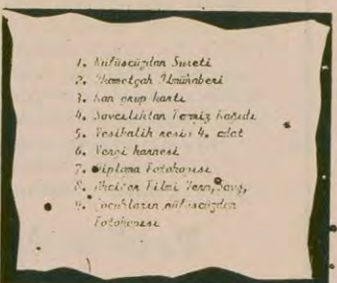 1. Nüfuscüzdan Sureti
2. İkametgah İlmühaberi
3. Kan grup kartı
4. Savcılıktan Temiz Kağıdı
5. Vesikalık resim 4. adet
6. Vergi karnesi
7. Diploma Fotokopisi
8. Akciğer Filmi
9. Çocukların nüfuscüzdan
Fotokopisi